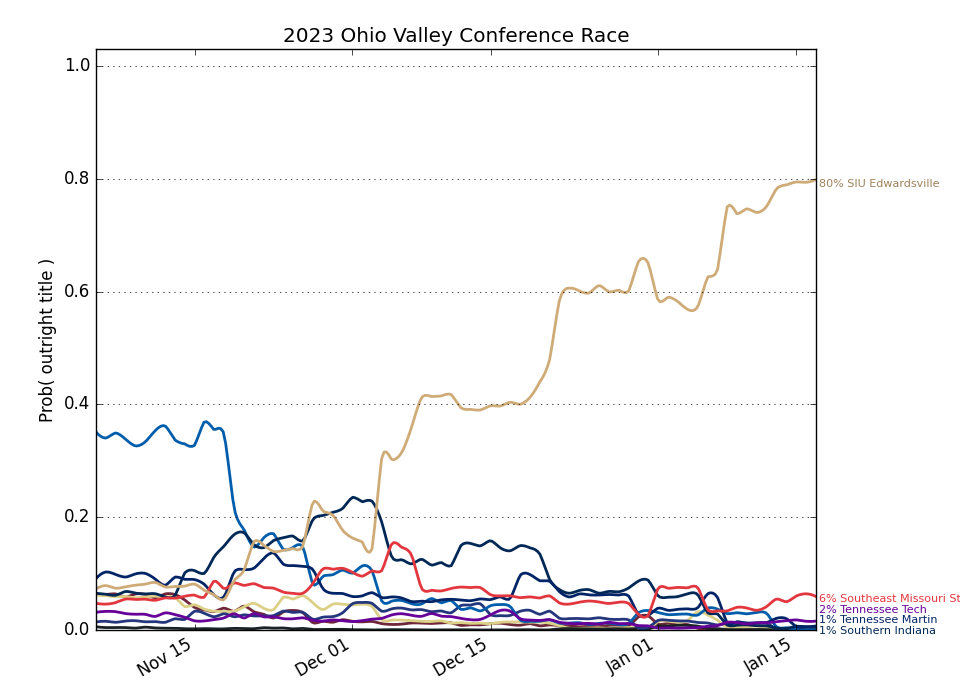 2023 Ohio Valley Conference Race
1.0
0.8
0.6
0.4
0.2
0.0
Prob( outright title )
Nov 15
Dec 01
Dec 15
Jan 01
Jan 15
80% SIU Edwardsville
6% Southeast Missouri St
2% Tennessee Tech
1% Tennessee Martin
1% Southern Indiana